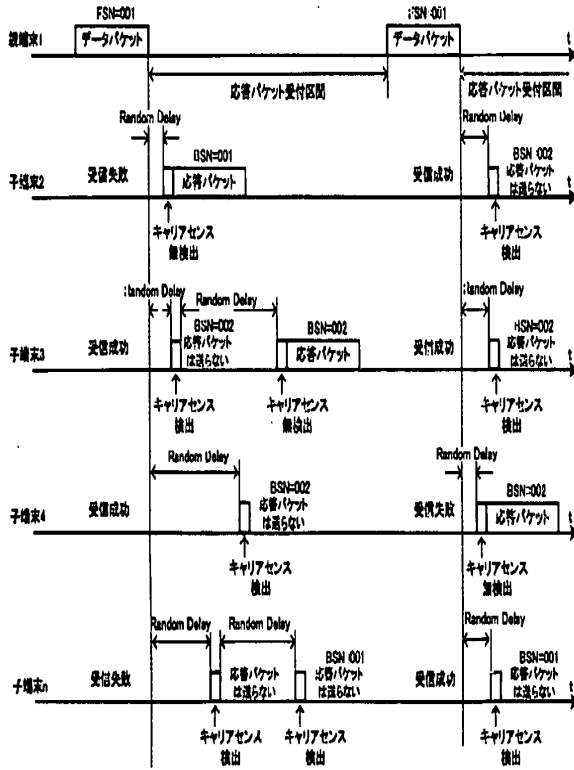 FSN=001
FSN=001
親端末1
データパケット
データパケット
t
応答パケット受付区間
応答パケット受付区間
Random Delay
Random Delay
BSN=001
BSN=002
子端末2
受信失敗
応答パケット
受信成功
応答パケット
は送らない
t
キャリアセンス
無検出
キャリアセンス
検出
Random Delay
Random Delay
Random Delay
BSN=002
BSN=002
BSN=002
子端末3
受信成功
応答パケット
は送らない
応答パケット
受付成功
応答パケット
は送らない
t
キャリアセンス
検出
キャリアセンス
無検出
キャリアセンス
検出
Random Delay
Random Delay
BSN=002
BSN=002
子端末4
受信成功
応答パケット
は送らない
受信失敗
応答パケット
t
キャリアセンス
検出
キャリアセンス
無検出
Random Delay
Random Delay
Random Delay
BSN=001
BSN=001
子端末n
受信失敗
応答パケット
は送らない
応答パケット
は送らない
受信成功
応答パケット
は送らない
t
キャリアセンス
検出
キャリアセンス
検出
キャリアセンス
検出